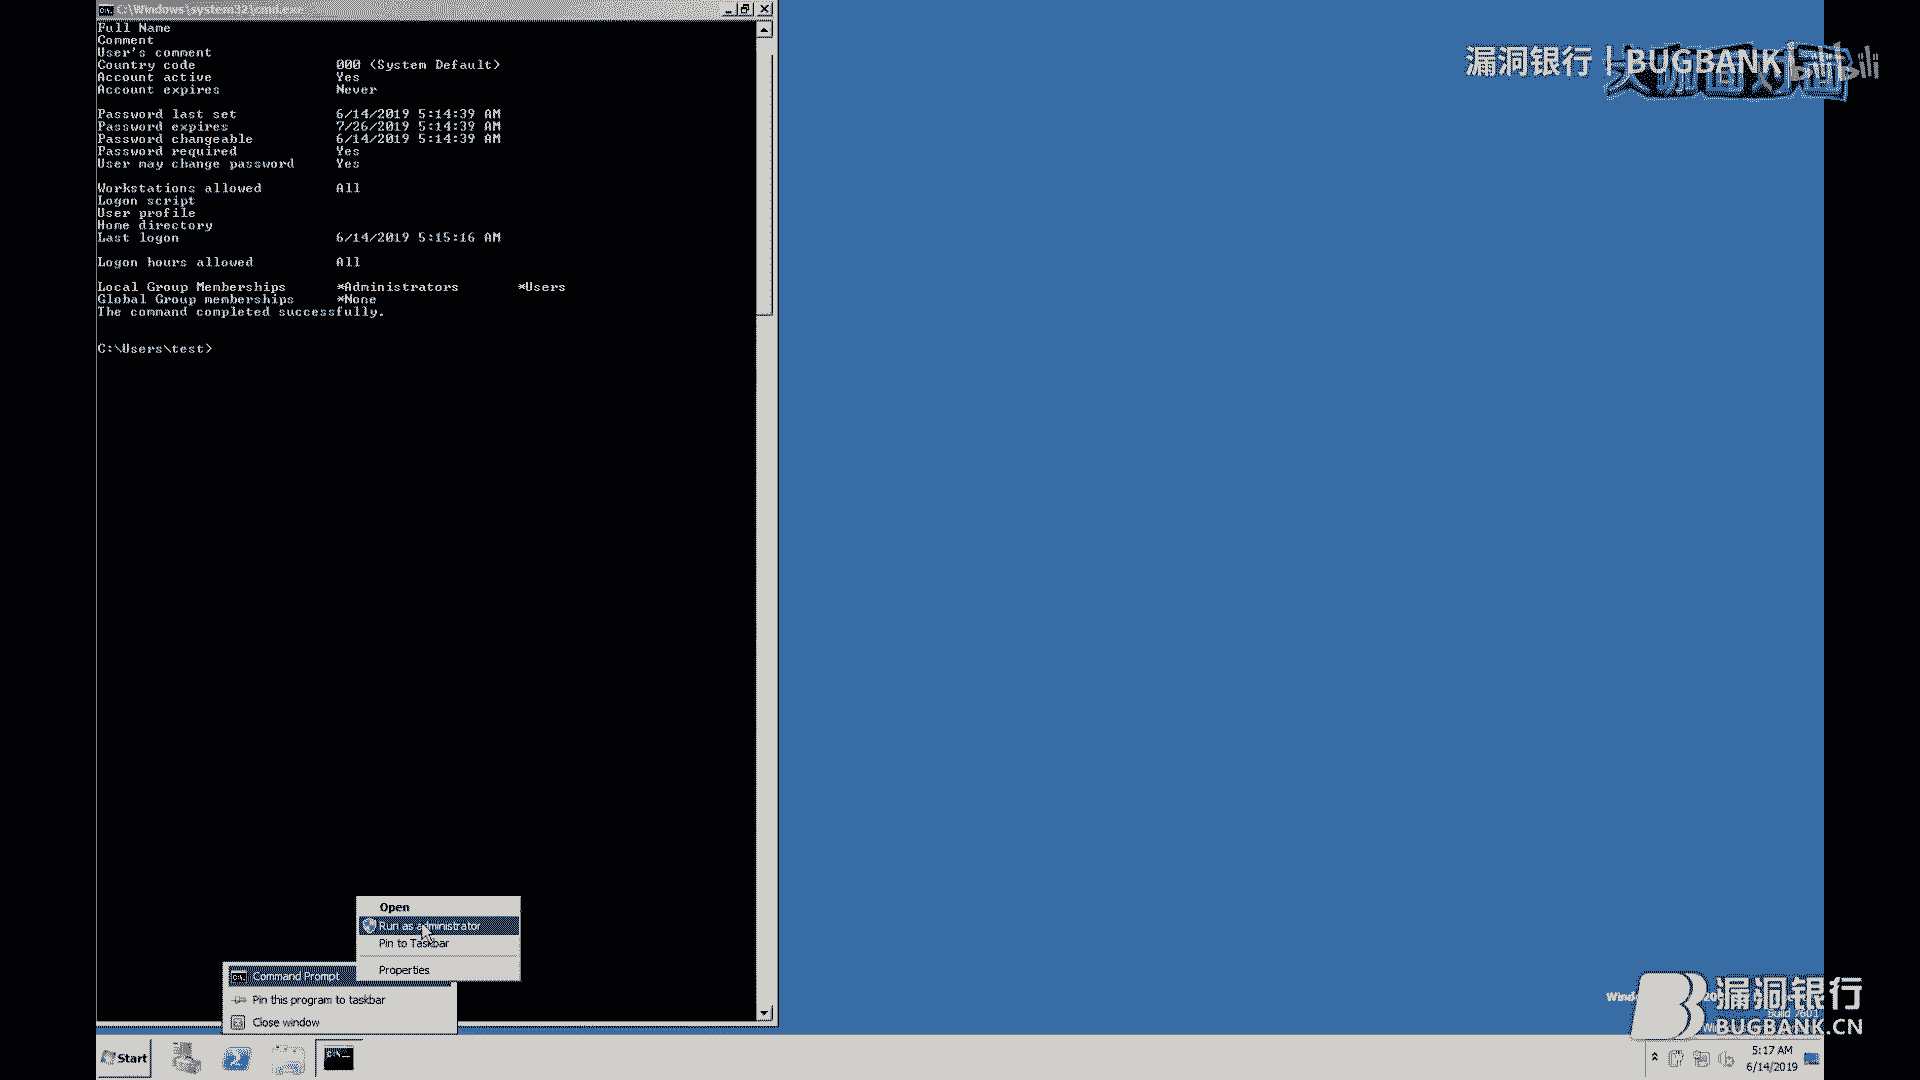 C:\Windows\system32\cmd.exe
Full Name
Comment
User's comment
Country code 000 (System Default)
Account active Yes
Account expires Never
Password last set 6/14/2019 5:14:39 AM
Password expires 7/26/2019 5:14:39 AM
Password changeable 6/14/2019 5:14:39 AM
Password required Yes
User may change password Yes
Workstations allowed All
Logon script
User profile
Home directory
Last logon 6/14/2019 5:15:16 AM
Logon hours allowed All
Local Group Memberships *Administrators *Users
Global Group memberships *None
The command completed successfully.
C:\Users\test>
漏洞银行 | BUGBANK
bilibili
Open
Run as administrator
Pin to Taskbar
Properties
Command Prompt
Pin this program to taskbar
Close window
Build 7601
漏洞银行
BUGBANK.CN
Start
5:17 AM
6/14/2019